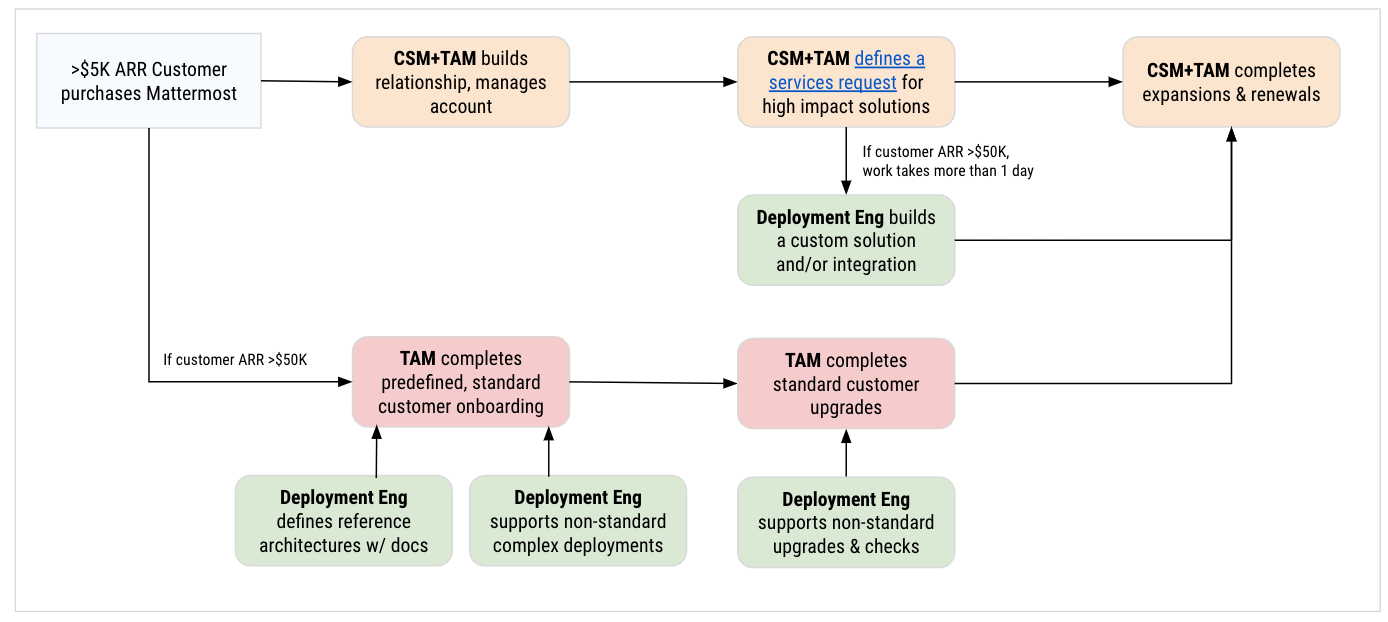 >$5K ARR Customer
purchases Mattermost
CSM+TAM builds
relationship, manages
account
CSM+TAM defines a
services request for
high impact solutions
CSM+TAM completes
expansions & renewals
If customer ARR >$50K,
work takes more than 1 day
Deployment Eng builds
a custom solution
and/or integration
If customer ARR >$50K
TAM completes
predefined, standard
customer onboarding
TAM completes
standard customer
upgrades
Deployment Eng
defines reference
architectures w/ docs
Deployment Eng
supports non-standard
complex deployments
Deployment Eng
supports non-standard
upgrades & checks